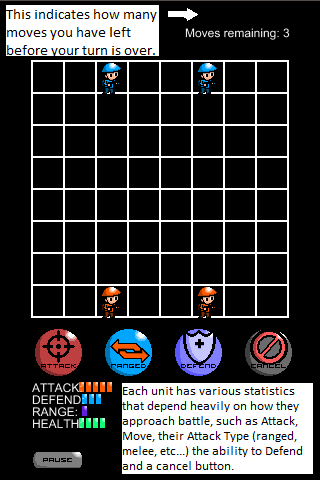 This indicates how many
moves you have left
before your turn is over.
Moves remaining: 3
ATTACK
RANGED
DEFEND
CANCEL
ATTACK
DEFEND
RANGE:
HEALTH
Each unit has various statistics
that depend heavily on how they
approach battle, such as Attack,
Move, their Attack Type (ranged,
melee, etc...) the ability to Defend
and a cancel button.
PAUSE